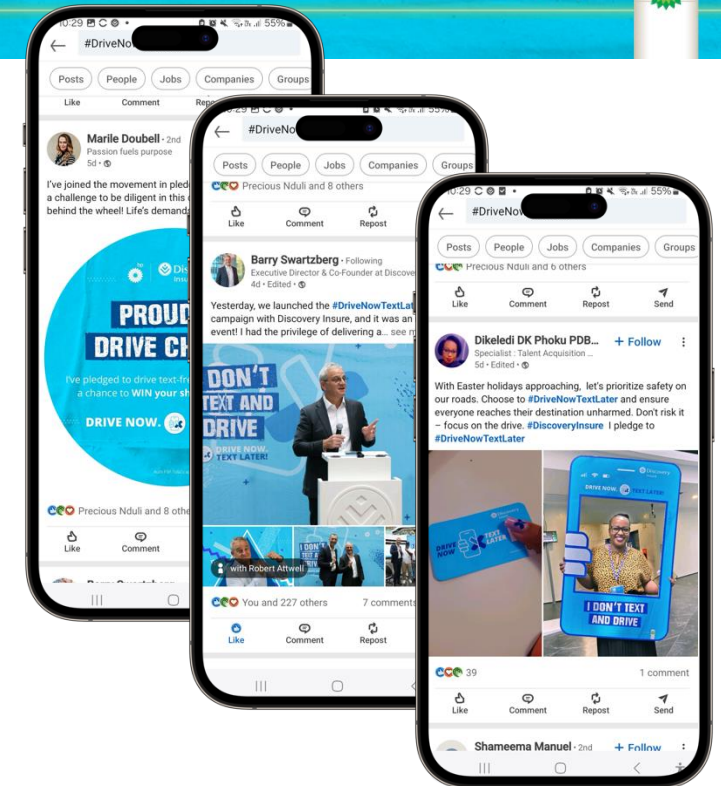 10:29
55%
#DriveNo
Posts
People
Jobs
Companies
Groups
Like
Comment
Marile Doubell • 2nd
Passion fuels purpose
5d •
I've joined the movement in pled
a challenge to be diligent in this
behind the wheel! Life's demand
PROUD
DRIVE CH
I've pledged to drive text-fr
a chance to WIN your sh
DRIVE NOW.
Precious Nduli and 8 othe
Like
Comment
55%
#DriveNo
Posts
People
Jobs
Companies
Groups
Precious Nduli and 8 others
Like
Comment
Repost
Barry Swartzberg • Following
Executive Director & Co-Founder at Discove
4d • Edited •
Yesterday, we launched the #DriveNowTextLat
campaign with Discovery Insure, and it was an
event! I had the privilege of delivering a... see m
DON'T
TEXT AND
DRIVE
DRIVE NOW.
TEXT LATER!
with Robert Attwell
You and 227 others
7 comments
Like
Comment
Repost
10:29
55%
#DriveNov
Posts
People
Jobs
Companies
Groups
Precious Nduli and 6 others
Like
Comment
Repost
Send
Dikeledi DK Phoku PDB...
+ Follow
Specialist : Talent Acquisition ...
5d • Edited •
With Easter holidays approaching, let's prioritize safety on
our roads. Choose to #DriveNowTextLater and ensure
everyone reaches their destination unharmed. Don't risk it
– focus on the drive. #DiscoveryInsure I pledge to
#DriveNowTextLater
DRIVE
NOW
TEXT
LATER
Discovery
DRIVE NOW.
TEXT LATER!
I DON'T TEXT
AND DRIVE
39
1 comment
Like
Comment
Repost
Send
Shameema Manuel • 2nd
+ Follow